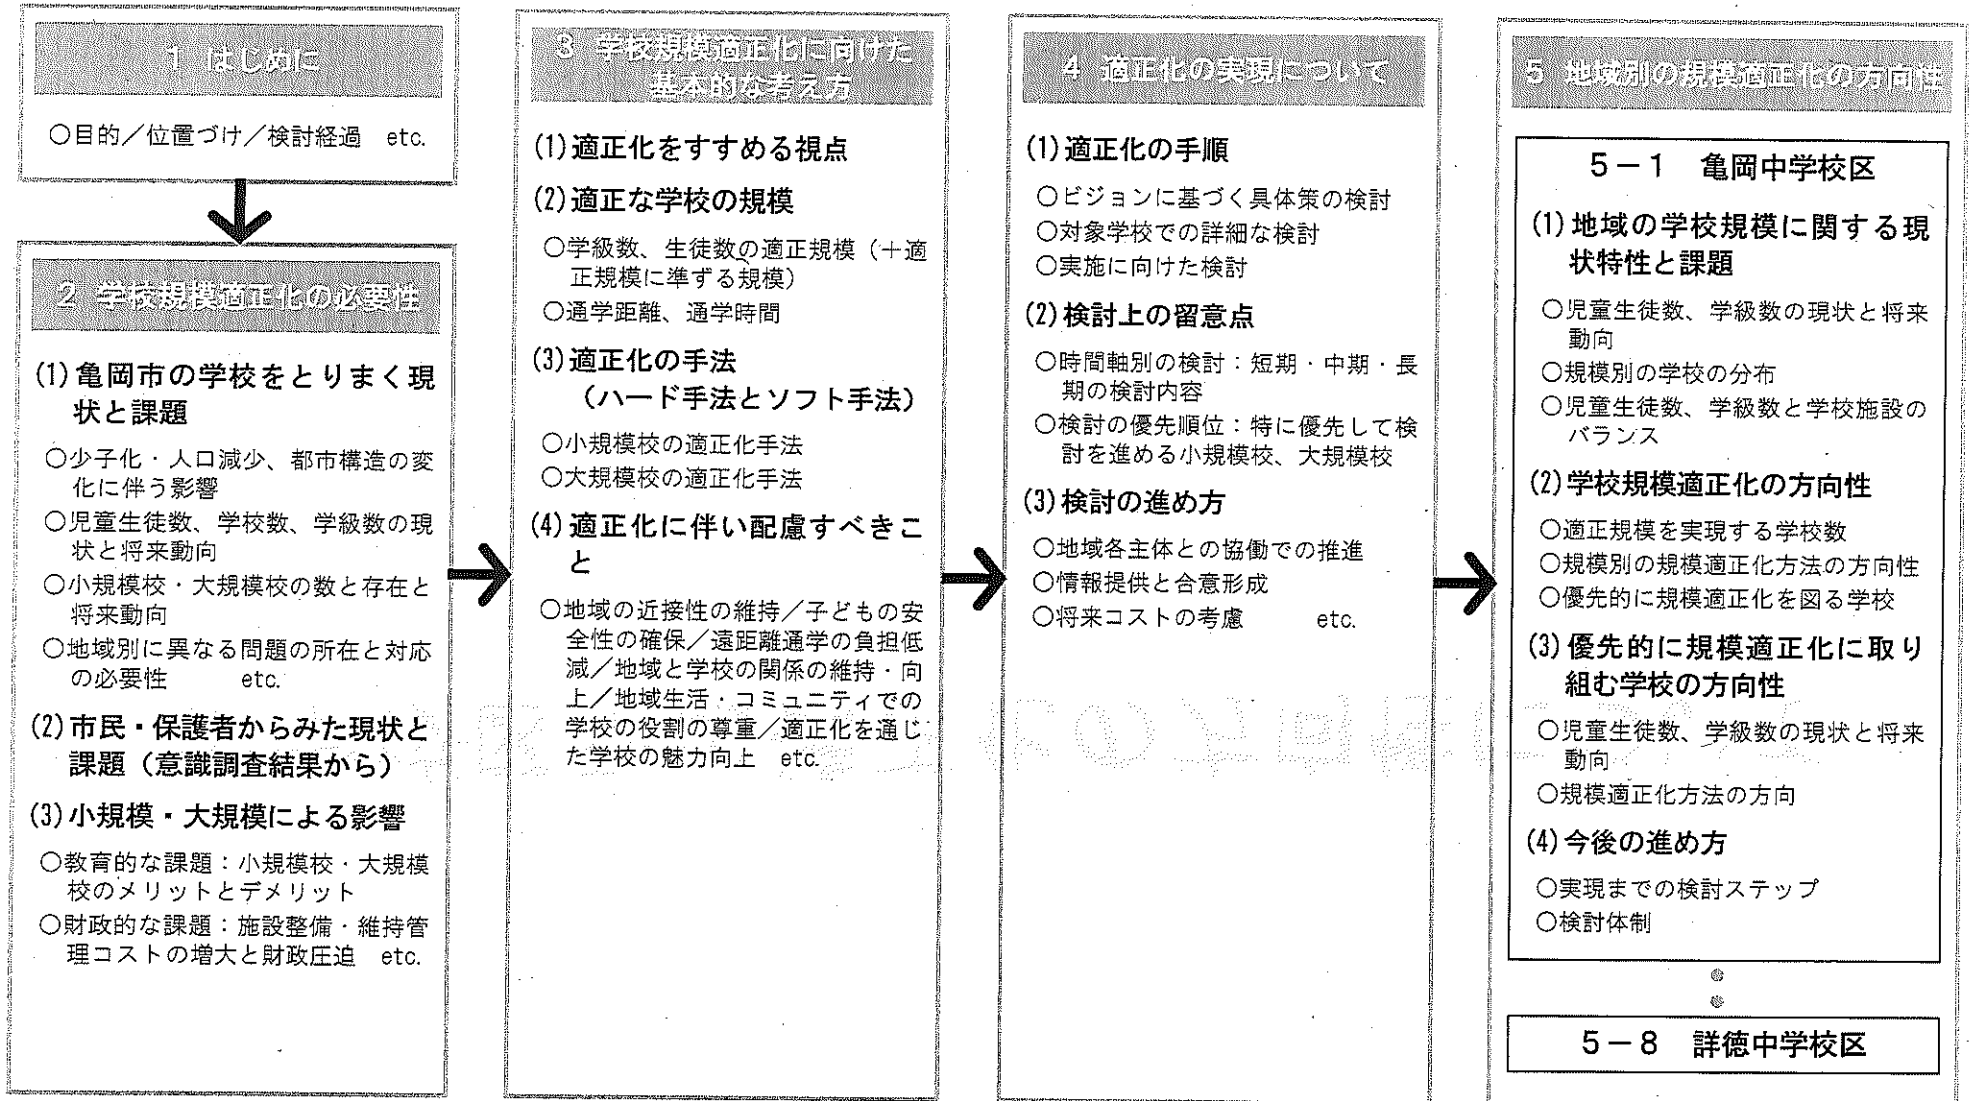 1 はじめに
○目的／位置づけ／検討経過 etc.
2 学校規模適正化の必要性
(1)亀岡市の学校をとりまく現
状と課題
○少子化・人口減少、都市構造の変
化に伴う影響
○児童生徒数、学校数、学級数の現
状と将来動向
○小規模校・大規模校の数と存在と
将来動向
○地域別に異なる問題の所在と対応
の必要性 etc.
(2)市民・保護者からみた現状と
課題（意識調査結果から）
(3)小規模・大規模による影響
○教育的な課題：小規模校・大規模
校のメリットとデメリット
○財政的な課題：施設整備・維持管
理コストの増大と財政圧迫 etc.
3 学校規模適正化に向けた
基本的な考え方
(1)適正化をすすめる視点
(2)適正な学校の規模
○学級数、生徒数の適正規模（＋適
正規模に準ずる規模）
○通学距離、通学時間
(3)適正化の手法
（ハード手法とソフト手法）
○小規模校の適正化手法
○大規模校の適正化手法
(4)適正化に伴い配慮すべきこ
と
○地域の近接性の維持／子どもの安
全性の確保／遠距離通学の負担低
減／地域と学校の関係の維持・向
上／地域生活・コミュニティでの
学校の役割の尊重／適正化を通じ
た学校の魅力向上 etc.
4 適正化の実現について
(1)適正化の手順
○ビジョンに基づく具体策の検討
○対象学校での詳細な検討
○実施に向けた検討
(2)検討上の留意点
○時間軸別の検討：短期・中期・長
期の検討内容
○検討の優先順位：特に優先して検
討を進める小規模校、大規模校
(3)検討の進め方
○地域各主体との協働での推進
○情報提供と合意形成
○将来コストの考慮 etc.
5 地域別の規模適正化の方向性
5－1 亀岡中学校区
(1)地域の学校規模に関する現
状特性と課題
○児童生徒数、学級数の現状と将来
動向
○規模別の学校の分布
○児童生徒数、学級数と学校施設の
バランス
(2)学校規模適正化の方向性
○適正規模を実現する学校数
○規模別の規模適正化方法の方向性
○優先的に規模適正化を図る学校
(3)優先的に規模適正化に取り
組む学校の方向性
○児童生徒数、学級数の現状と将来
動向
○規模適正化方法の方向
(4)今後の進め方
○実現までの検討ステップ
○検討体制
5－8 詳徳中学校区